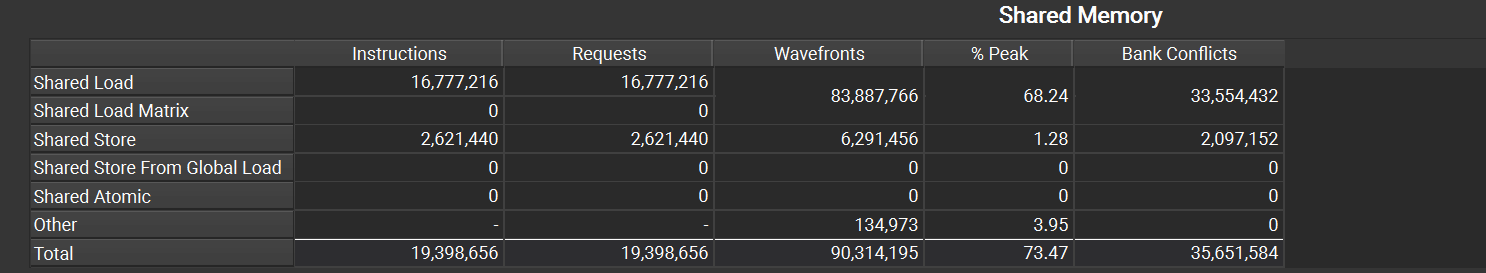 Shared Memory
Instructions Requests Wavefronts % Peak Bank Conflicts
Shared Load 16,777,216 16,777,216 83,887,766 68.24 33,554,432
Shared Load Matrix 0 0
Shared Store 2,621,440 2,621,440 6,291,456 1.28 2,097,152
Shared Store From Global Load 0 0 0 0 0
Shared Atomic 0 0 0 0 0
Other - - 134,973 3.95 0
Total 19,398,656 19,398,656 90,314,195 73.47 35,651,584